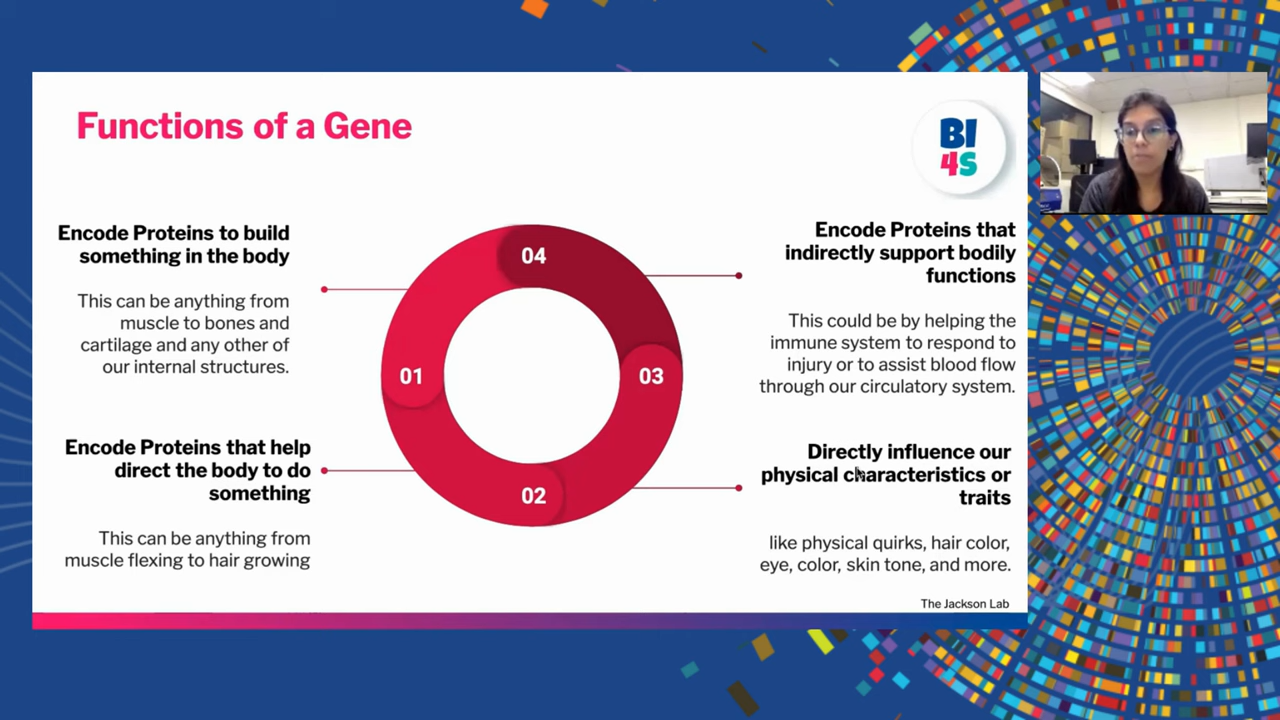 Functions of a Gene
BI
4S
Encode Proteins to build
something in the body
This can be anything from
muscle to bones and
cartilage and any other of
our internal structures.
Encode Proteins that help
direct the body to do
something
This can be anything from
muscle flexing to hair growing
04
01
03
02
Encode Proteins that
indirectly support bodily
functions
This could be by helping the
immune system to respond to
injury or to assist blood flow
through our circulatory system.
Directly influence our
physical characteristics or
traits
like physical quirks, hair color,
eye, color, skin tone, and more.
The Jackson Lab